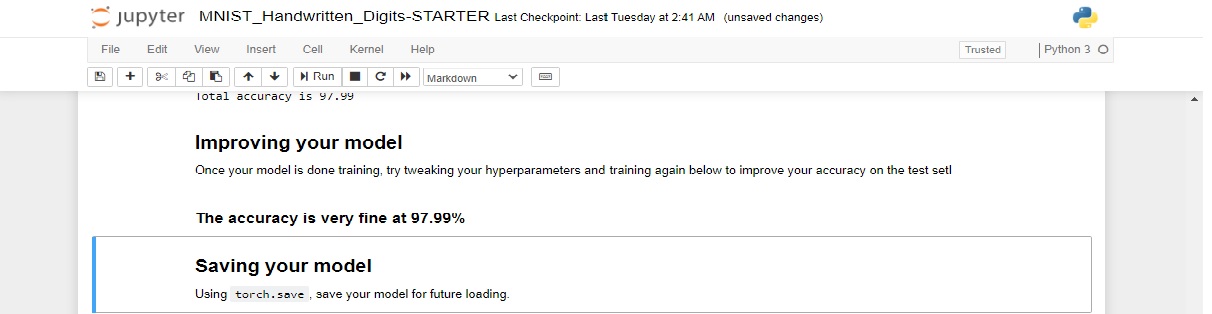 jupyter MNIST_Handwritten_Digits-STARTER Last Checkpoint: Last Tuesday at 2:41 AM (unsaved changes)
File Edit View Insert Cell Kernel Help Trusted Python 3
Run Markdown
Total accuracy is 97.99
Improving your model
Once your model is done training, try tweaking your hyperparameters and training again below to improve your accuracy on the test set!
The accuracy is very fine at 97.99%
Saving your model
Using torch.save, save your model for future loading.